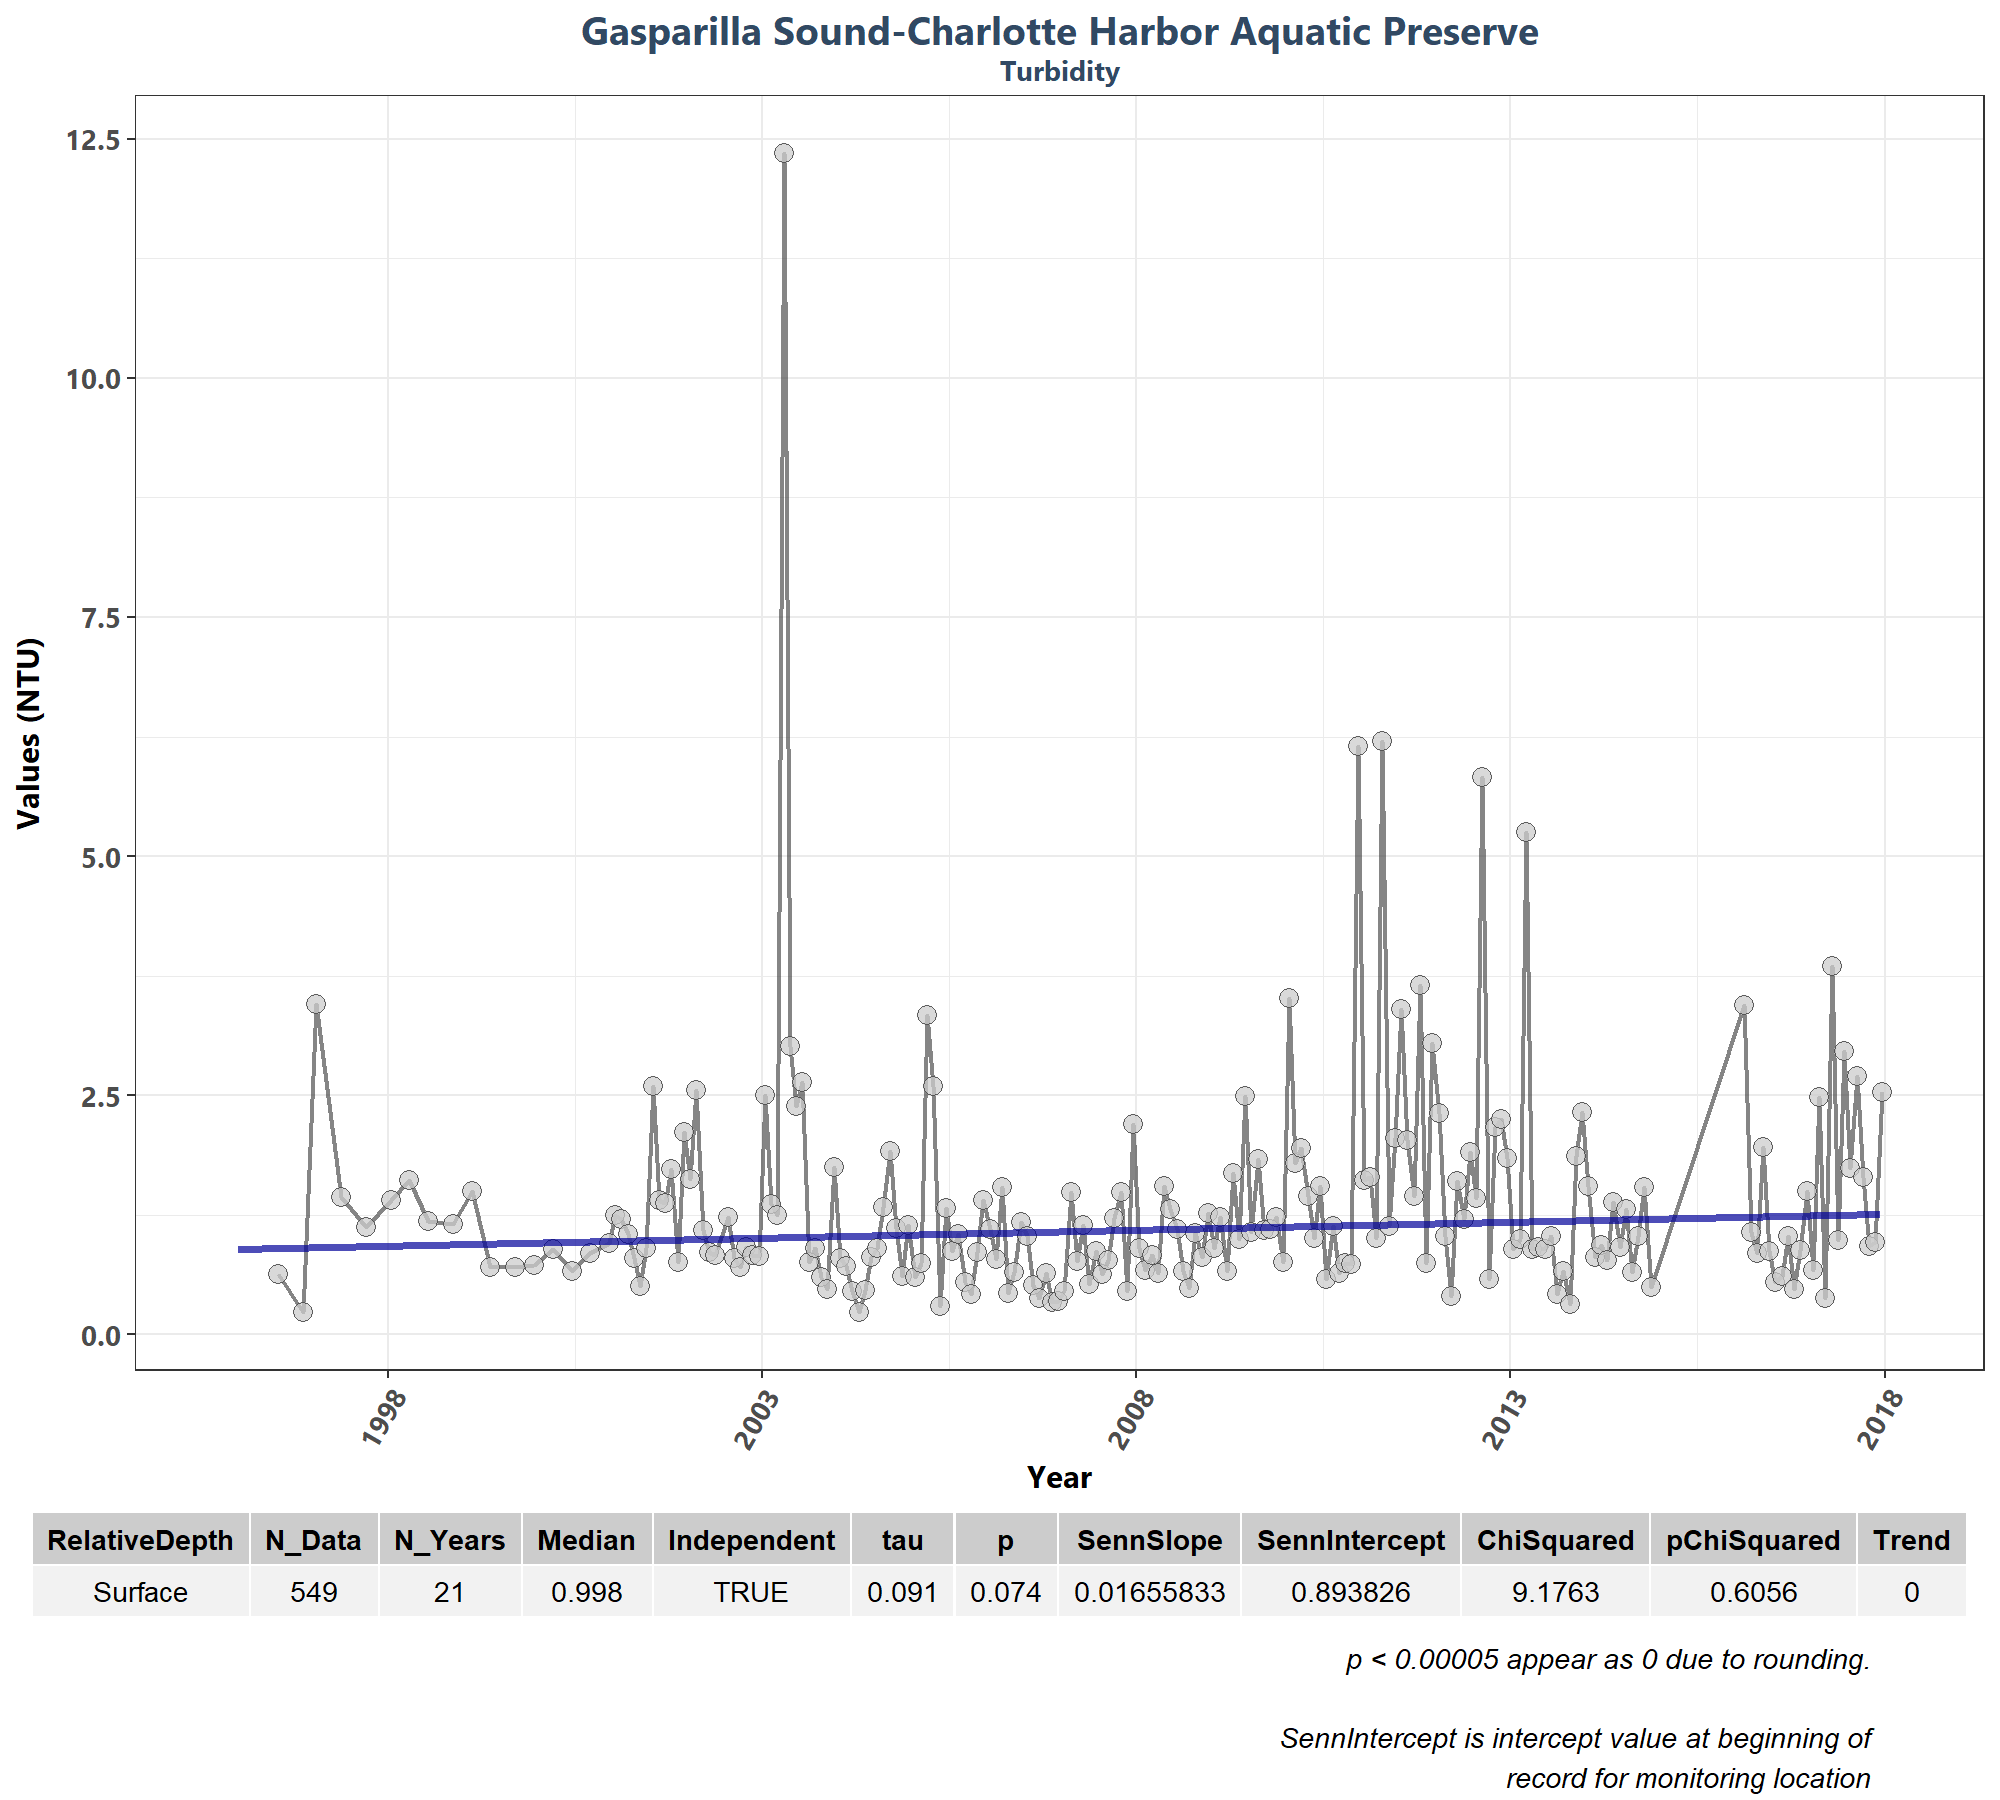 Gasparilla Sound-Charlotte Harbor Aquatic Preserve
Turbidity
12.5
10.0
7.5
5.0
2.5
0.0
Values (NTU)
1998
2003
2008
2013
2018
Year
RelativeDepth N_Data N_Years Median Independent tau p SennSlope SennIntercept ChiSquared pChiSquared Trend
Surface 549 21 0.998 TRUE 0.091 0.074 0.01655833 0.893826 9.1763 0.6056 0
p < 0.00005 appear as 0 due to rounding.
SennIntercept is intercept value at beginning of
record for monitoring location